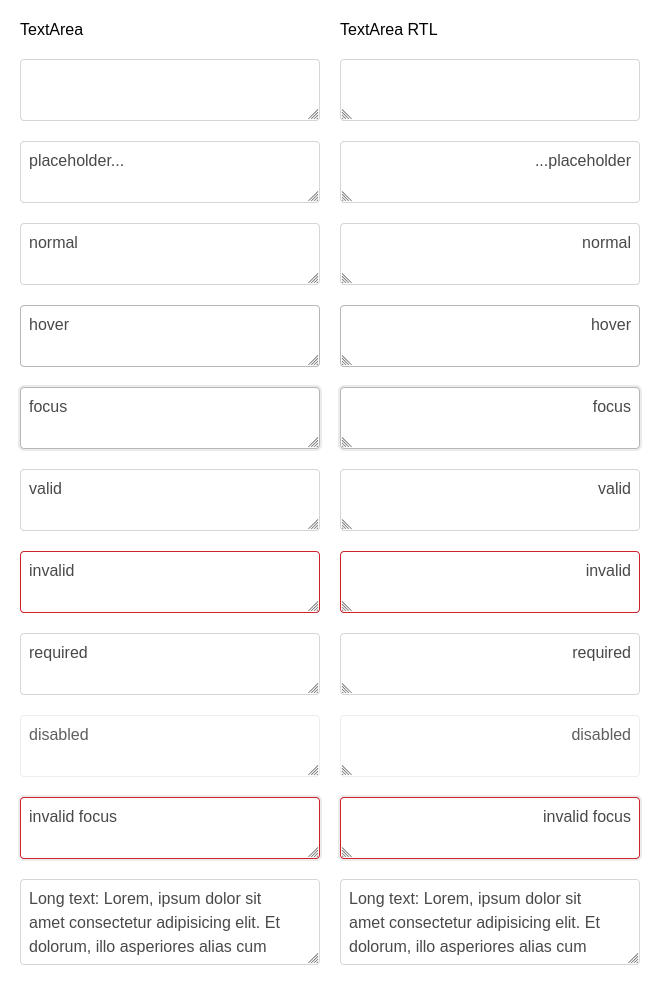 TextArea
TextArea RTL
placeholder...
...placeholder
normal
normal
hover
hover
focus
focus
valid
valid
invalid
invalid
required
required
disabled
disabled
invalid focus
invalid focus
Long text: Lorem, ipsum dolor sit
amet consectetur adipisicing elit. Et
dolorum, illo asperiores alias cum
Long text: Lorem, ipsum dolor sit
amet consectetur adipisicing elit. Et
dolorum, illo asperiores alias cum